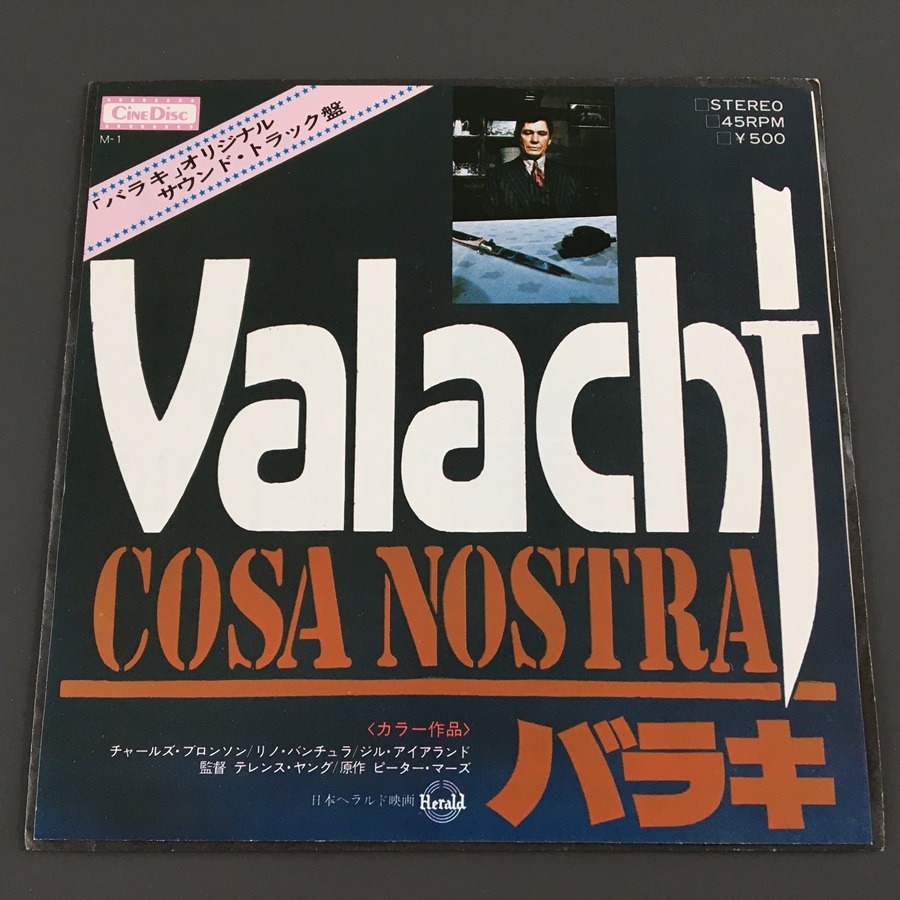 CINEDISC
M-1
「バラキ」オリジナル
サウンド・トラック盤
□STEREO
□45RPM
□¥500
Valachi
COSA NOSTRA
バラキ
〈カラー作品〉
チャールズ・ブロンソン/リノ・バンチュラ/ジル・アイアランド
監督 テレンス・ヤング/原作 ピーター・マーズ
日本ヘラルド映画 Herald